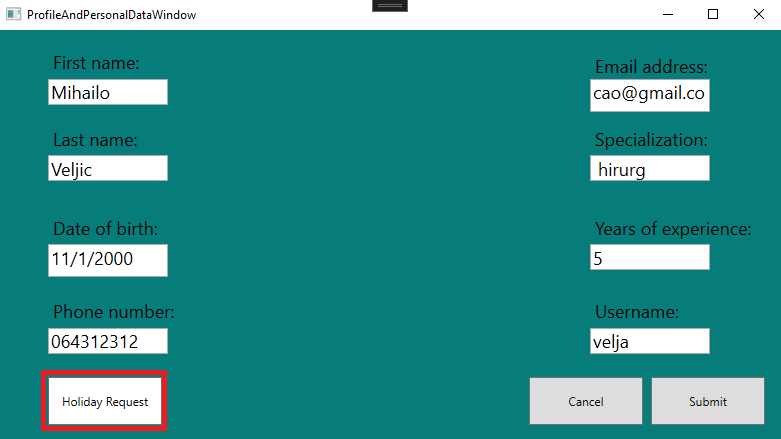 ProfileAndPersonalDataWindow
First name:
Mihailo
Last name:
Veljic
Date of birth:
11/1/2000
Phone number:
064312312
Holiday Request
Email address:
cao@gmail.co
Specialization:
hirurg
Years of experience:
5
Username:
velja
Cancel
Submit